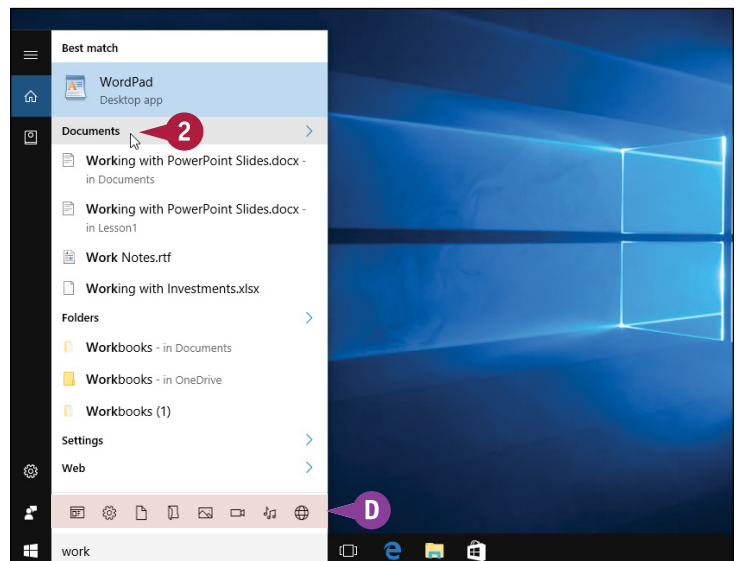 Best match
WordPad
Desktop app
Documents
2
Working with PowerPoint Slides.docx -
in Documents
Working with PowerPoint Slides.docx -
in Lesson1
Work Notes.rtf
Working with Investments.xlsx
Folders
Workbooks - in Documents
Workbooks - in OneDrive
Workbooks (1)
Settings
Web
D
work